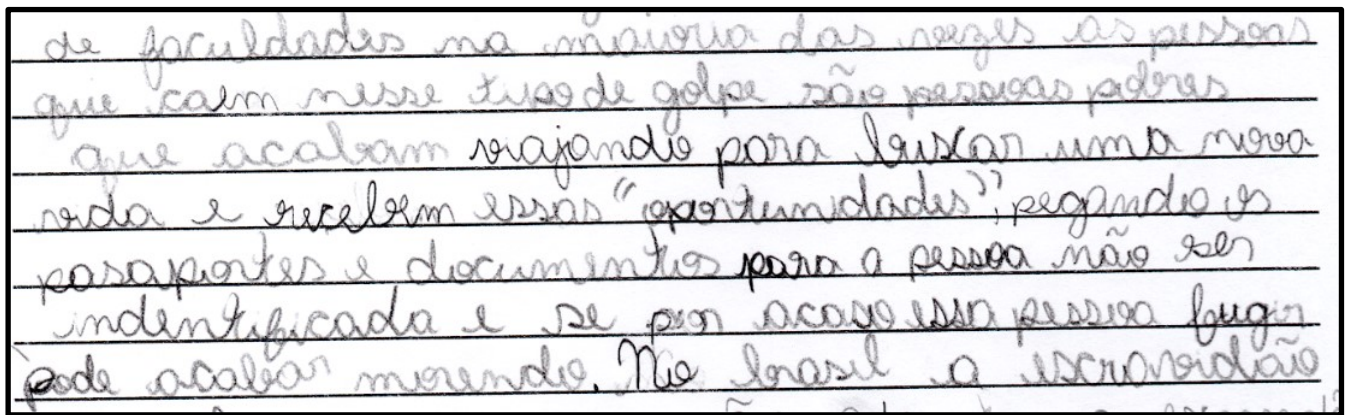 de faculdades na maioria das vezes as pessoas
que caem nesse tipo de golpe são pessoas pobres
que acabam viajando para buscar uma nova
vida e recebem essas "oportunidades", pegando os
pasaportes e documentos para a pessoa não ser
indentificada e se por acaso essa pessoa fugir
pode acabar morendo. No brasil a escravidão